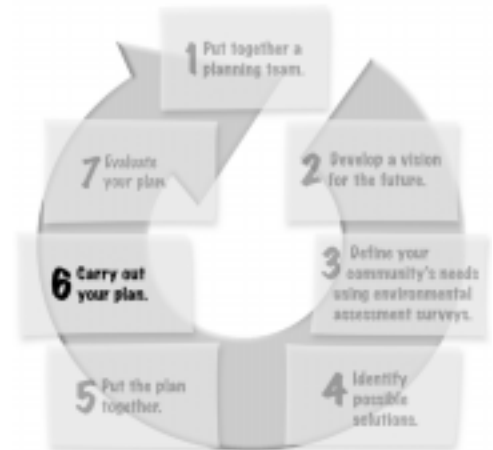 1 Put together a
planning team.
2 Develop a vision
for the future.
3 Define your
community's needs
using environmental
assessment surveys.
4 Identify
possible
solutions.
5 Put the plan
together.
6 Carry out
your plan.
7 Evaluate
your plan.